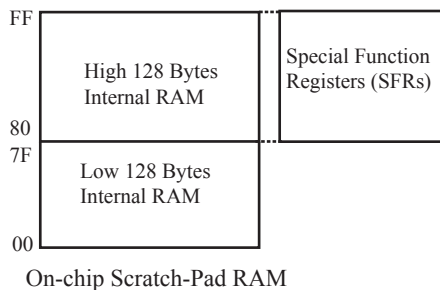 FF
High 128 Bytes
Internal RAM
Special Function
Registers (SFRs)
80
7F
Low 128 Bytes
Internal RAM
00
On-chip Scratch-Pad RAM